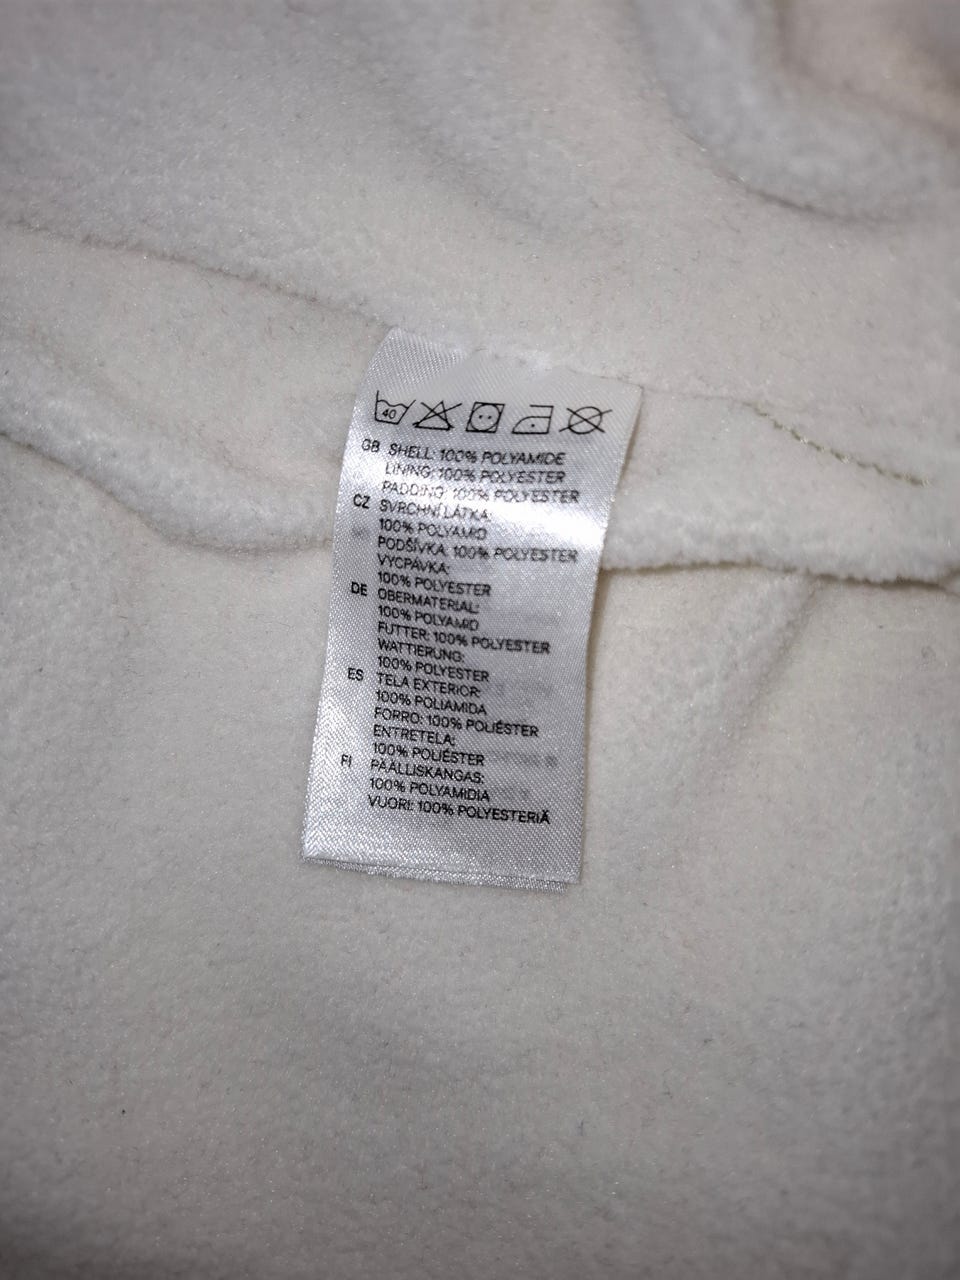 40
GB SHELL: 100% POLYAMIDE
LINING: 100% POLYESTER
PADDING: 100% POLYESTER
CZ SVRCHNÍ LÁTKA:
100% POLYAMID
PODŠÍVKA: 100% POLYESTER
VYCPÁVKA:
100% POLYESTER
DE OBERMATERIAL:
100% POLYAMID
FUTTER: 100% POLYESTER
WATTIERUNG:
100% POLYESTER
ES TELA EXTERIOR:
100% POLIAMIDA
FORRO: 100% POLIÉSTER
ENTRETELA:
100% POLIÉSTER
FI PÄÄLLISKANGAS:
100% POLYAMIDIA
VUORI: 100% POLYESTERIÄ